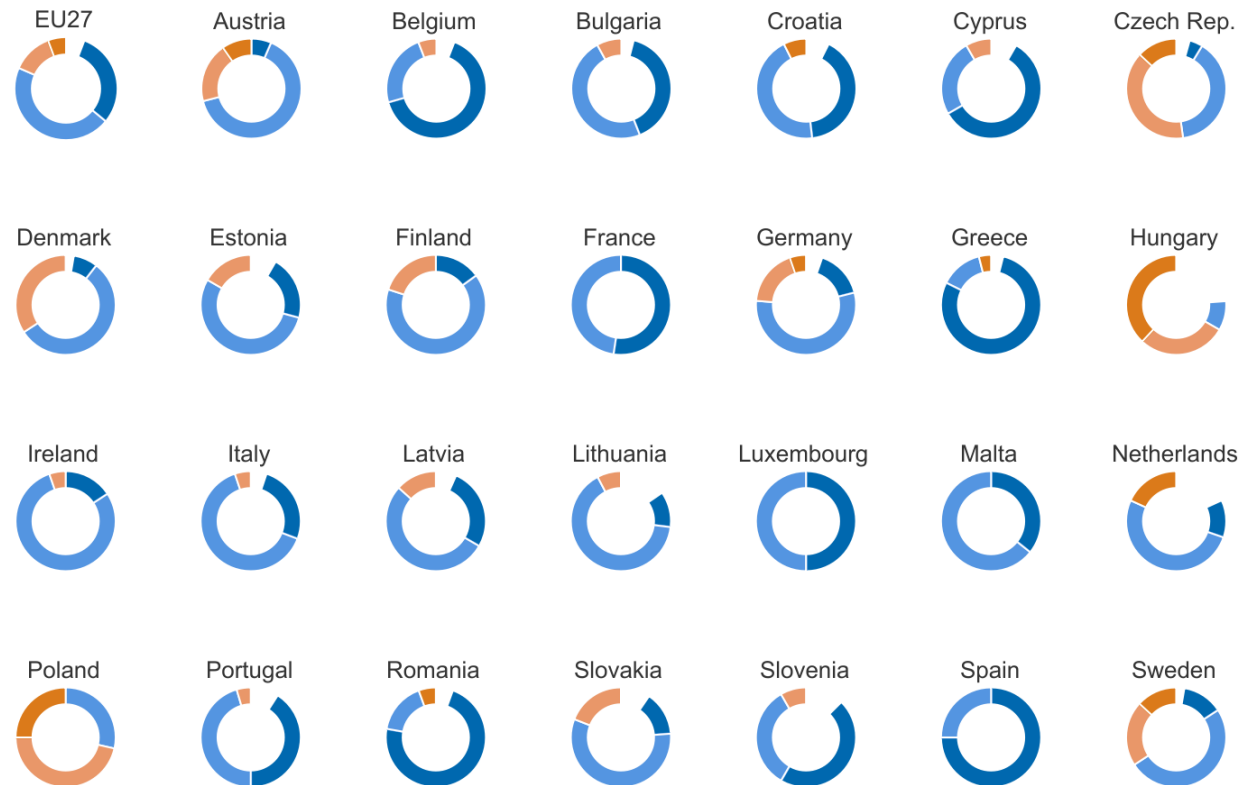 EU27
Austria
Belgium
Bulgaria
Croatia
Cyprus
Czech Rep.
Denmark
Estonia
Finland
France
Germany
Greece
Hungary
Ireland
Italy
Latvia
Lithuania
Luxembourg
Malta
Netherlands
Poland
Portugal
Romania
Slovakia
Slovenia
Spain
Sweden